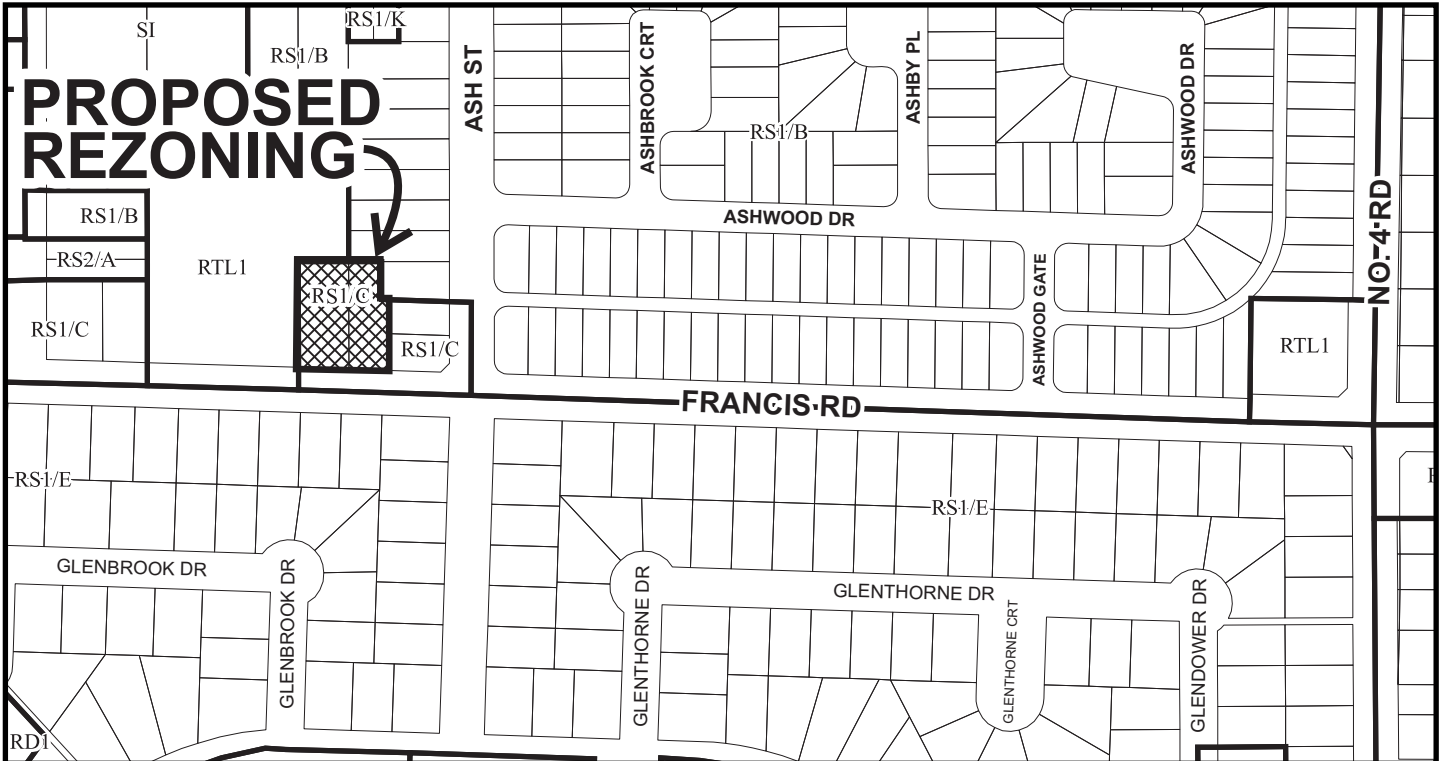 SI
RS1/K
RS1/B
PROPOSED
REZONING
ASH ST
ASHBROOK CRT
ASHBY PL
ASHWOOD DR
RS1/B
NO. 4 RD
RS1/B
RS2/A
RTL1
RS1/C
RS1/C
RS1/C
ASHWOOD DR
ASHWOOD GATE
RTL1
FRANCIS RD
RS1/E
RS1/E
GLENBROOK DR
GLENBROOK DR
GLENTHORNE DR
GLENTHORNE DR
GLENTHORNE CRT
GLENDOWER DR
RD1